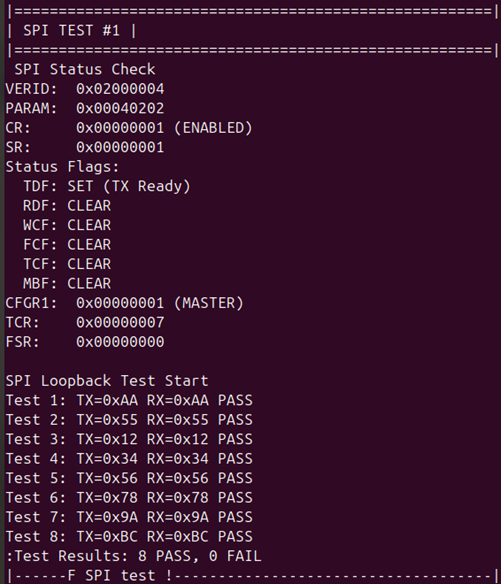 |======================================================|
| SPI TEST #1 |
|======================================================|
SPI Status Check
VERID:  0x02000004
PARAM:  0x00040202
CR:     0x00000001 (ENABLED)
SR:     0x00000001
Status Flags:
  TDF: SET (TX Ready)
  RDF: CLEAR
  WCF: CLEAR
  FCF: CLEAR
  TCF: CLEAR
  MBF: CLEAR
CFGR1:  0x00000001 (MASTER)
TCR:    0x00000007
FSR:    0x00000000

SPI Loopback Test Start
Test 1: TX=0xAA RX=0xAA PASS
Test 2: TX=0x55 RX=0x55 PASS
Test 3: TX=0x12 RX=0x12 PASS
Test 4: TX=0x34 RX=0x34 PASS
Test 5: TX=0x56 RX=0x56 PASS
Test 6: TX=0x78 RX=0x78 PASS
Test 7: TX=0x9A RX=0x9A PASS
Test 8: TX=0xBC RX=0xBC PASS
:Test Results: 8 PASS, 0 FAIL
|------F SPI test !------------------------------------|